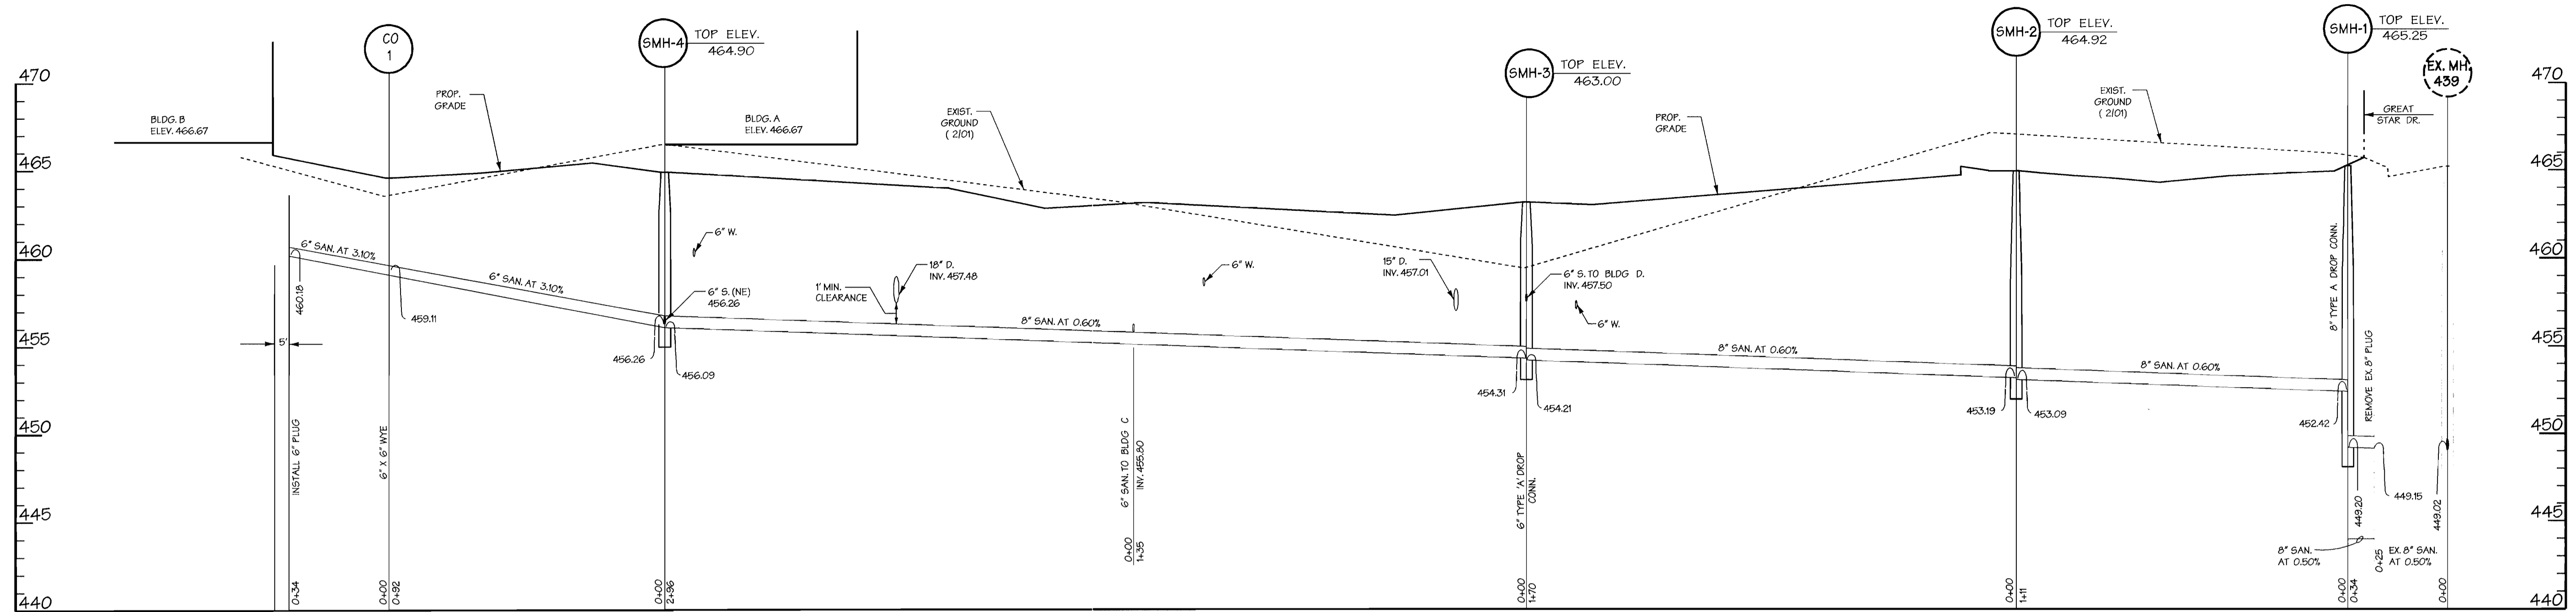 CO
1
SMH-4
TOP ELEV.
464.90
SMH-3
TOP ELEV.
463.00
SMH-2
TOP ELEV.
464.92
SMH-1
TOP ELEV.
465.25
EX. MH.
439
470
465
460
455
450
445
440
470
465
460
455
450
445
440
BLDG. B
ELEV. 466.67
PROP.
GRADE
BLDG. A
ELEV. 466.67
EXIST.
GROUND
( 2/01)
PROP.
GRADE
EXIST.
GROUND
( 2/01)
GREAT
STAR DR.
6" SAN. AT 3.10%
460.18
6" SAN. AT 3.10%
459.11
5'
6" W.
6" S. (NE)
456.26
456.26
456.09
18" D.
INV. 457.48
1' MIN.
CLEARANCE
8" SAN. AT 0.60%
6" W.
15" D.
INV. 457.01
6" S. TO BLDG D.
INV. 457.50
6" W.
454.31
454.21
8" SAN. AT 0.60%
453.19
453.09
8" SAN. AT 0.60%
452.42
8" TYPE A DROP CONN.
REMOVE EX. 8" PLUG
449.20
449.15
449.02
INSTALL 6" PLUG
6" X 6" WYE
6" SAN. TO BLDG C
INV. 455.80
6" TYPE 'A' DROP
CONN.
8" SAN.
AT 0.50%
EX. 8" SAN.
AT 0.50%
0+34
0+00
0+92
0+00
2+96
0+00
1+35
0+00
1+70
0+00
1+11
0+00
0+34
0+25
0+00